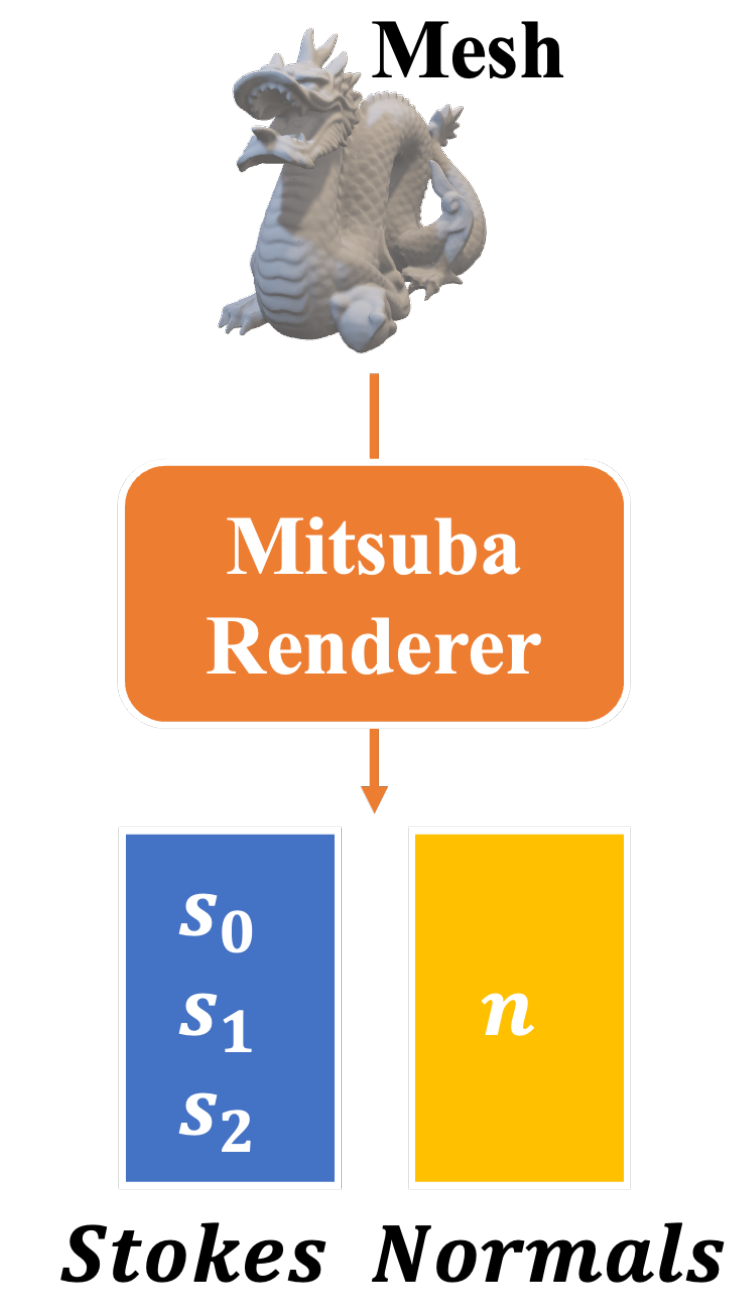 Mesh
Mitsuba
Renderer
s₀
s₁
s₂
n
Stokes Normals